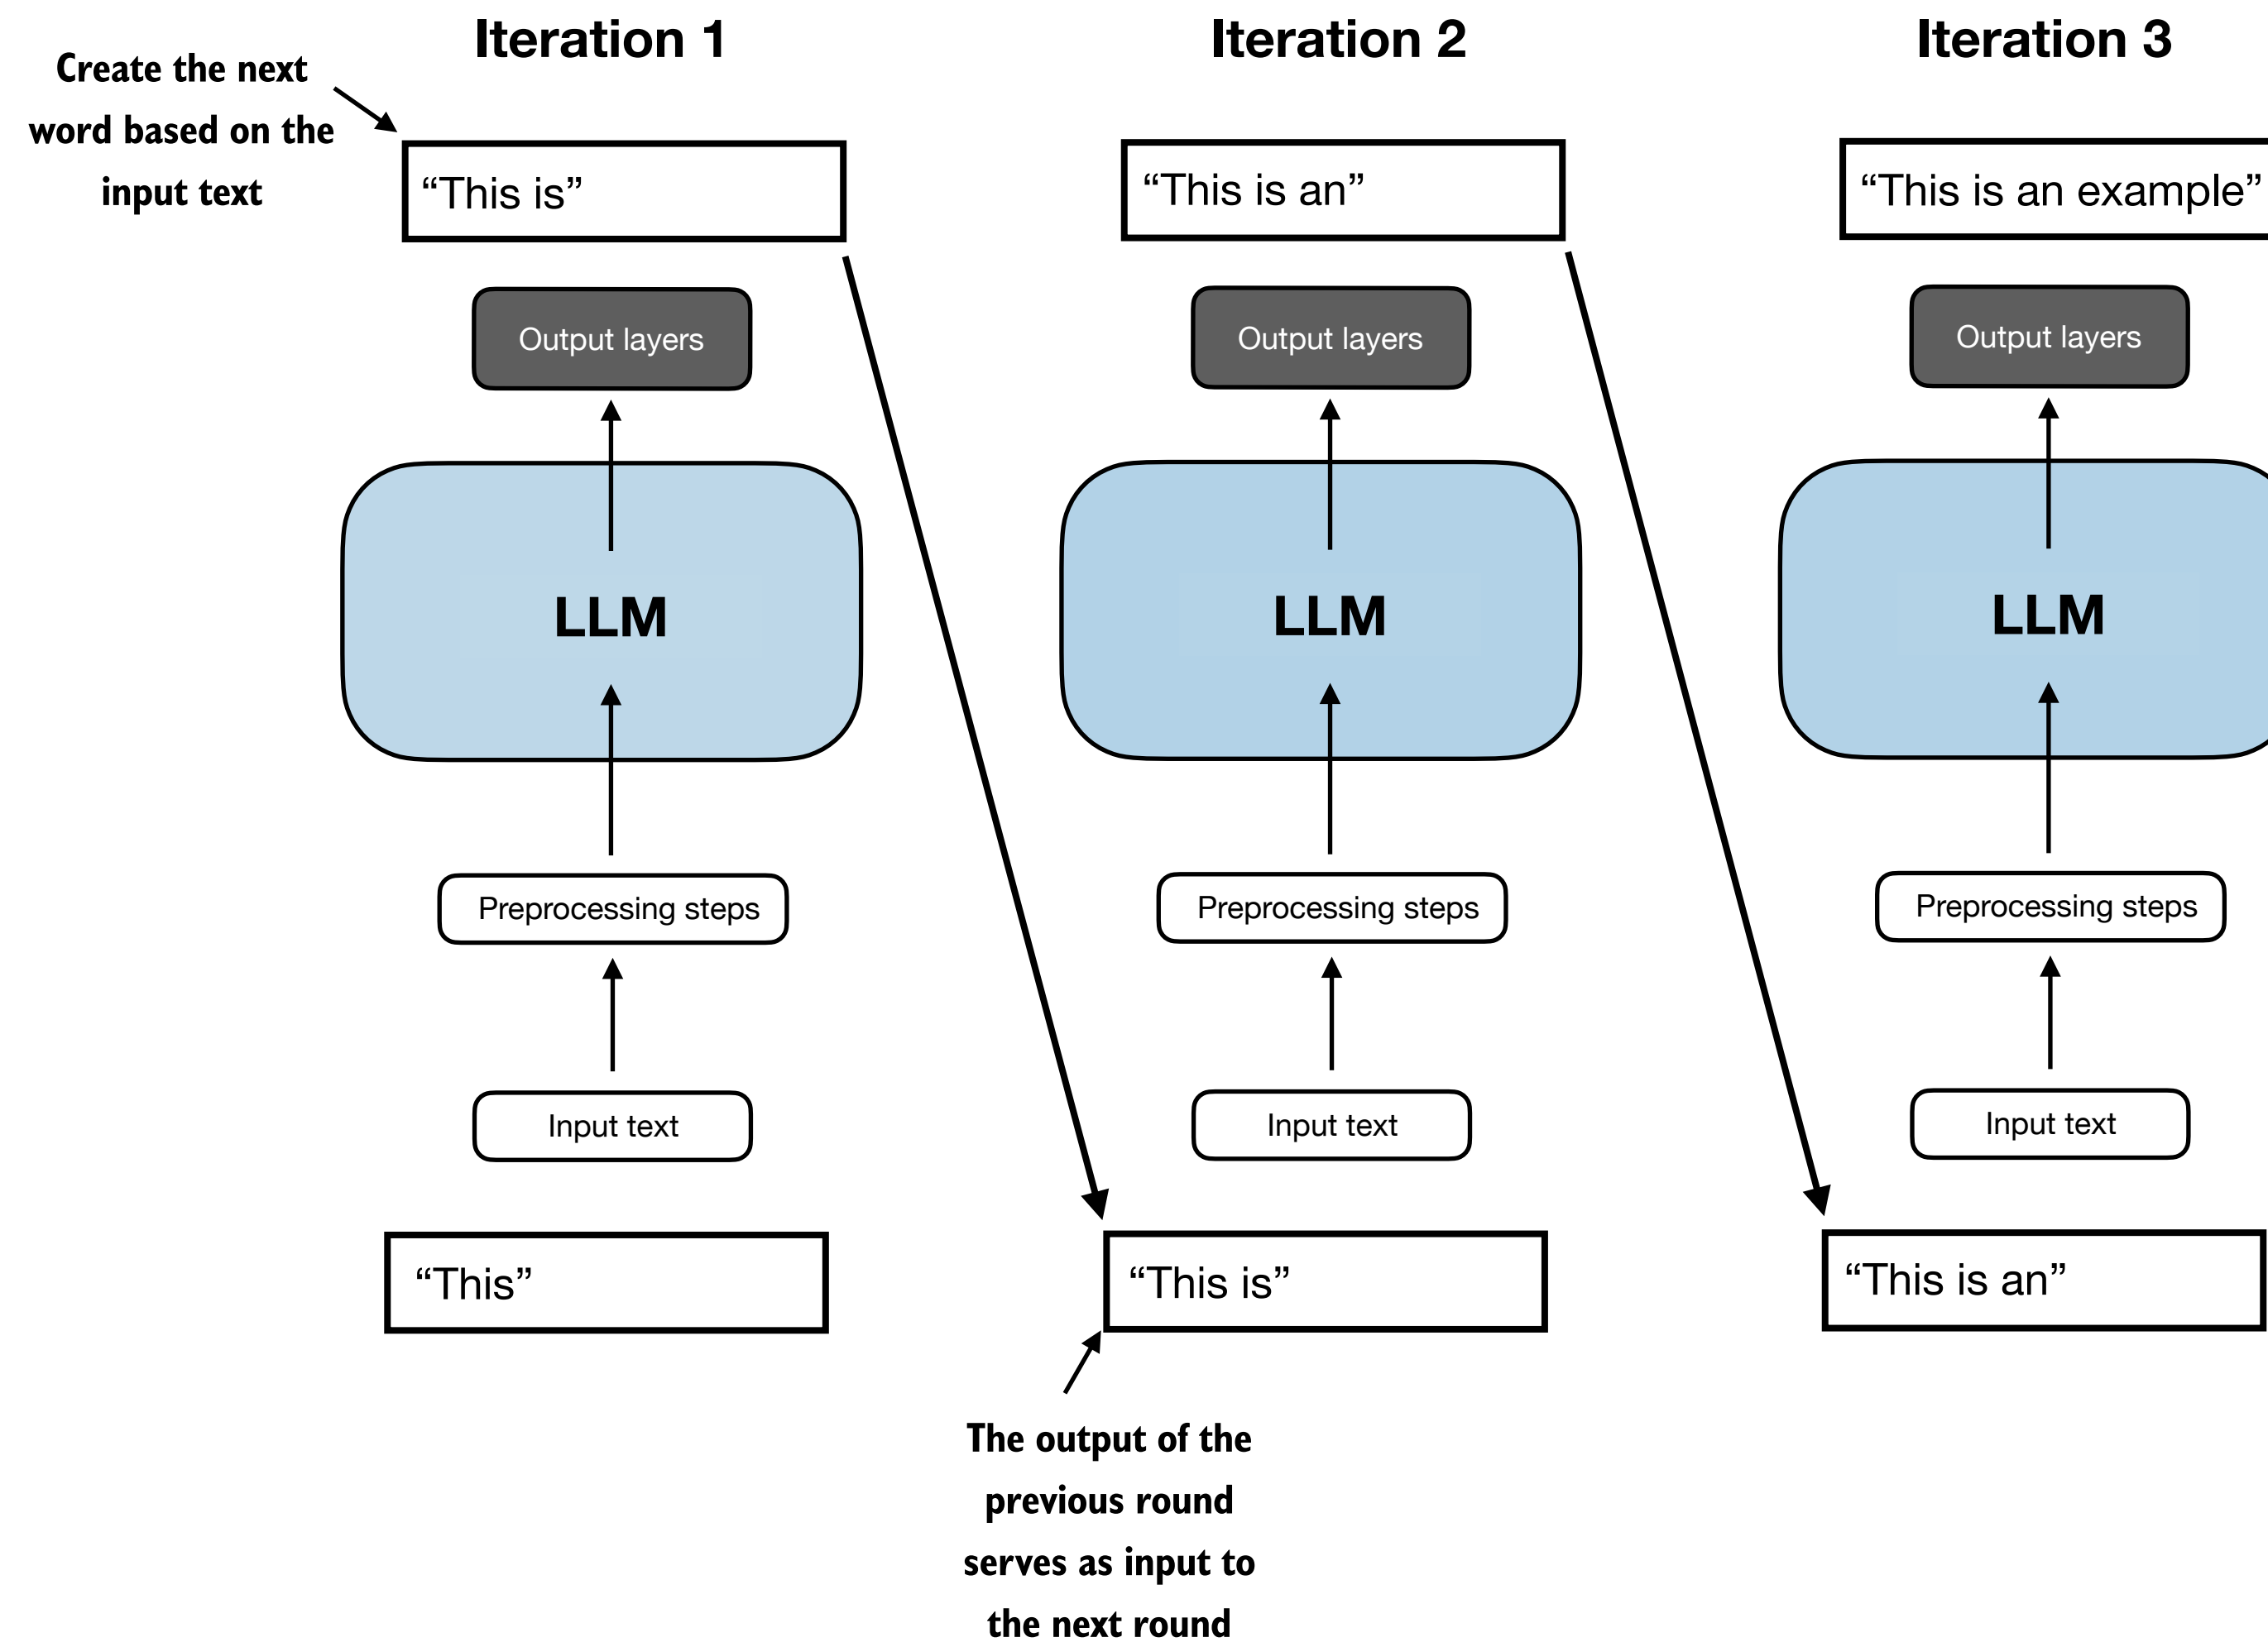 Iteration 1
Iteration 2
Iteration 3
Create the next
word based on the
input text
“This is”
“This is an”
“This is an example”
Output layers
Output layers
Output layers
LLM
LLM
LLM
Preprocessing steps
Preprocessing steps
Preprocessing steps
Input text
Input text
Input text
“This”
“This is”
“This is an”
The output of the
previous round
serves as input to
the next round